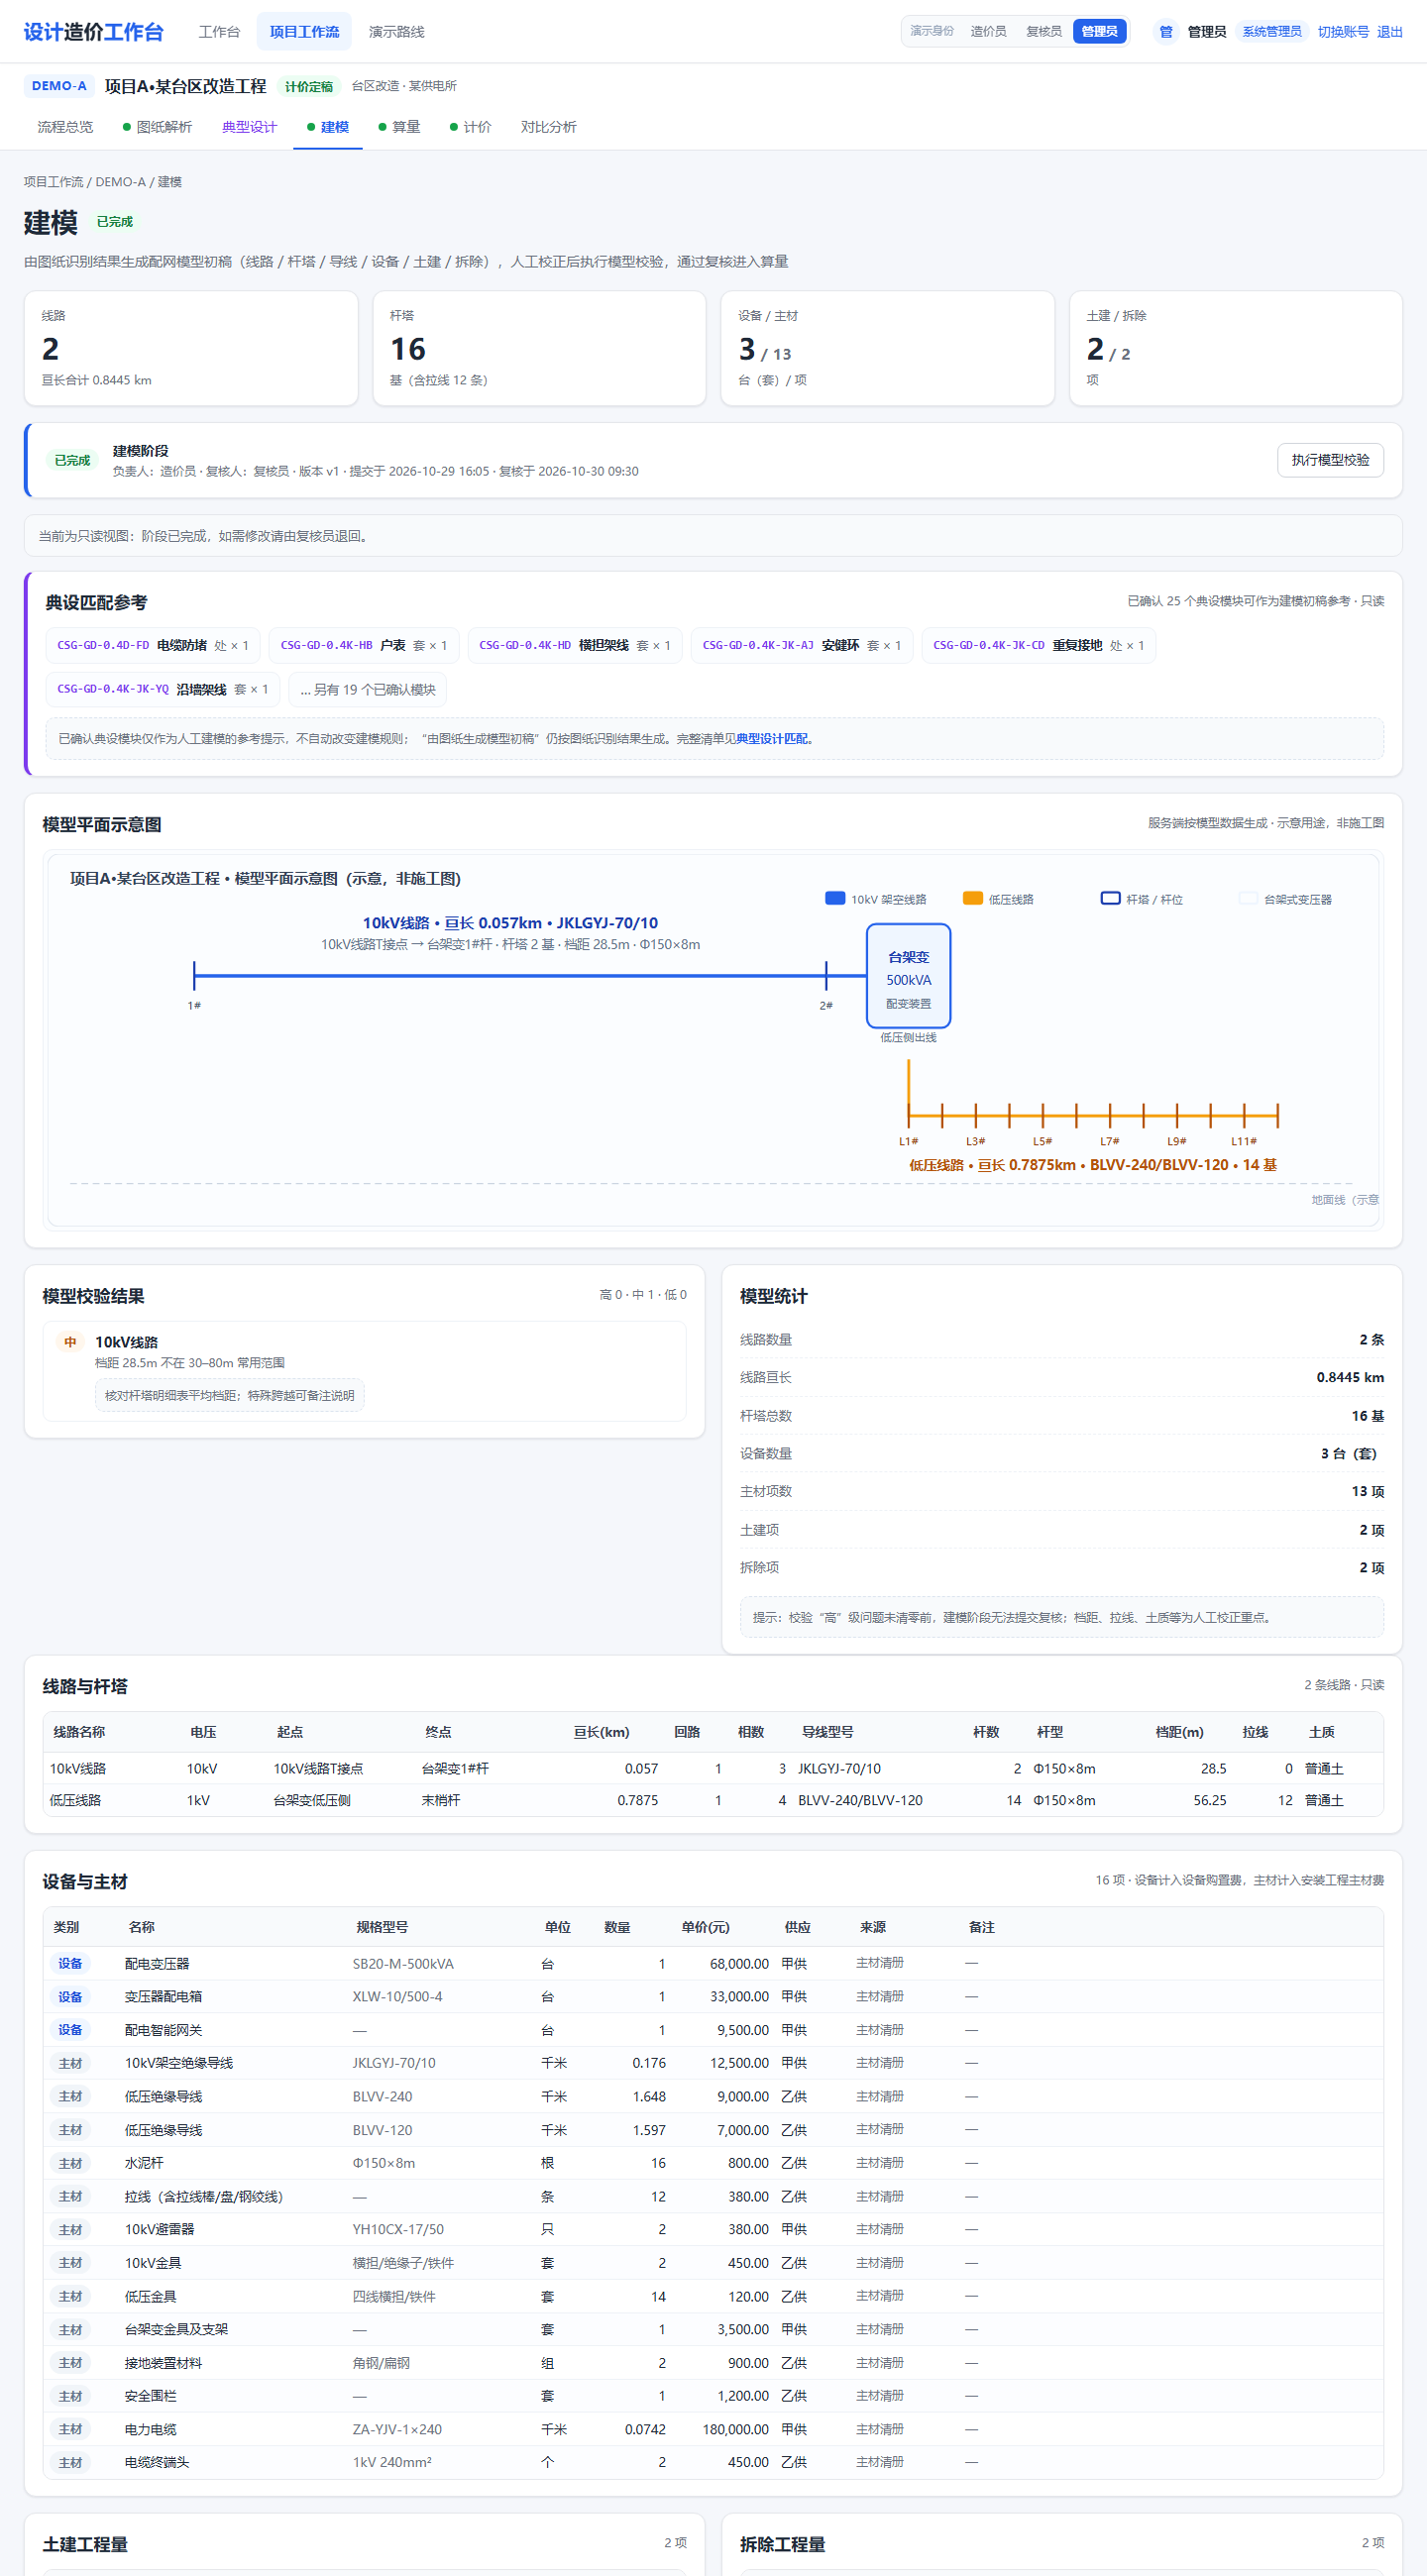 设计造价工作台 工作台 项目工作流 演示路线 演示身份 造价员 复核员 管理员 管 管理员 系统管理员 切换账号 退出
DEMO-A 项目A•某台区改造工程 计价定稿 台区改造 · 某供电所
流程总览 图纸解析 典型设计 建模 算量 计价 对比分析
项目工作流 / DEMO-A / 建模
建模 已完成
由图纸识别结果生成配网模型初稿（线路 / 杆塔 / 导线 / 设备 / 土建 / 拆除），人工校正后执行模型校验，通过复核进入算量
线路
2
亘长合计 0.8445 km
杆塔
16
基（含拉线 12 条）
设备 / 主材
3 / 13
台（套）/ 项
土建 / 拆除
2 / 2
项
已完成
建模阶段
负责人：造价员 · 复核人：复核员 · 版本 v1 · 提交于 2026-10-29 16:05 · 复核于 2026-10-30 09:30
执行模型校验
当前为只读视图：阶段已完成，如需修改请由复核员退回。
典设匹配参考
已确认 25 个典设模块可作为建模初稿参考 · 只读
CSG-GD-0.4D-FD 电缆防堵 处 × 1
CSG-GD-0.4K-HB 户表 套 × 1
CSG-GD-0.4K-HD 横担架线 套 × 1
CSG-GD-0.4K-JK-AJ 安健环 套 × 1
CSG-GD-0.4K-JK-CD 重复接地 处 × 1
CSG-GD-0.4K-JK-YQ 沿墙架线 套 × 1
... 另有 19 个已确认模块
已确认典设模块仅作为人工建模的参考提示，不自动改变建模规则；“由图纸生成模型初稿”仍按图纸识别结果生成。完整清单见典型设计匹配。
模型平面示意图
服务端按模型数据生成 · 示意用途，非施工图
项目A•某台区改造工程 • 模型平面示意图（示意，非施工图）
10kV 架空线路 低压线路 杆塔 / 杆位 台架式变压器
10kV线路 • 亘长 0.057km • JKLGYJ-70/10
10kV线路T接点 → 台架变1#杆 · 杆塔 2 基 · 档距 28.5m · Φ150×8m
1# 2#
台架变
500kVA
配变装置
低压侧出线
L1# L3# L5# L7# L9# L11#
低压线路 • 亘长 0.7875km • BLVV-240/BLVV-120 • 14 基
地面线（示意
模型校验结果
高 0 · 中 1 · 低 0
中 10kV线路
档距 28.5m 不在 30–80m 常用范围
核对杆塔明细表平均档距；特殊跨越可备注说明
模型统计
线路数量 2 条
线路亘长 0.8445 km
杆塔总数 16 基
设备数量 3 台（套）
主材项数 13 项
土建项 2 项
拆除项 2 项
提示：校验“高”级问题未清零前，建模阶段无法提交复核；档距、拉线、土质等为人工校正重点。
线路与杆塔
2 条线路 · 只读
线路名称 电压 起点 终点 亘长(km) 回路 相数 导线型号 杆数 杆型 档距(m) 拉线 土质
10kV线路 10kV 10kV线路T接点 台架变1#杆 0.057 1 3 JKLGYJ-70/10 2 Φ150×8m 28.5 0 普通土
低压线路 1kV 台架变低压侧 末梢杆 0.7875 1 4 BLVV-240/BLVV-120 14 Φ150×8m 56.25 12 普通土
设备与主材
16 项 · 设备计入设备购置费，主材计入安装工程主材费
类别 名称 规格型号 单位 数量 单价(元) 供应 来源 备注
设备 配电变压器 SB20-M-500kVA 台 1 68,000.00 甲供 主材清册 —
设备 变压器配电箱 XLW-10/500-4 台 1 33,000.00 甲供 主材清册 —
设备 配电智能网关 — 台 1 9,500.00 甲供 主材清册 —
主材 10kV架空绝缘导线 JKLGYJ-70/10 千米 0.176 12,500.00 甲供 主材清册 —
主材 低压绝缘导线 BLVV-240 千米 1.648 9,000.00 乙供 主材清册 —
主材 低压绝缘导线 BLVV-120 千米 1.597 7,000.00 乙供 主材清册 —
主材 水泥杆 Φ150×8m 根 16 800.00 乙供 主材清册 —
主材 拉线（含拉线棒/盘/钢绞线） — 条 12 380.00 乙供 主材清册 —
主材 10kV避雷器 YH10CX-17/50 只 2 380.00 甲供 主材清册 —
主材 10kV金具 横担/绝缘子/铁件 套 2 450.00 乙供 主材清册 —
主材 低压金具 四线横担/铁件 套 14 120.00 乙供 主材清册 —
主材 台架变金具及支架 — 套 1 3,500.00 甲供 主材清册 —
主材 接地装置材料 角钢/扁钢 组 2 900.00 乙供 主材清册 —
主材 安全围栏 — 套 1 1,200.00 乙供 主材清册 —
主材 电力电缆 ZA-YJV-1×240 千米 0.0742 180,000.00 甲供 主材清册 —
主材 电缆终端头 1kV 240mm² 个 2 450.00 乙供 主材清册 —
土建工程量 2 项
拆除工程量 2 项